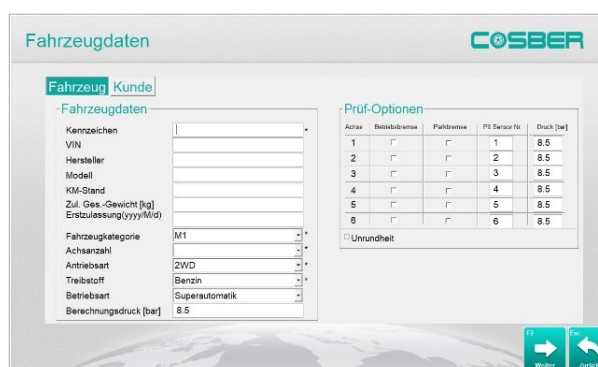 Fahrzeugdaten
COSBER
Fahrzeug Kunde
Fahrzeugdaten
Kennzeichen *
VIN
Hersteller
Modell
KM-Stand
Zul. Ges.-Gewicht [kg]
Erstzulassung(yyyy/M/d)
Fahrzeugkategorie M1 *
Achsanzahl *
Antriebsart 2WD *
Treibstoff Benzin *
Betriebsart Superautomatik
Berechnungsdruck [bar] 8.5
Prüf-Optionen
Achse Betriebsbremse Parkbremse PX Sensor Nr. Druck [bar]
1 1 8.5
2 2 8.5
3 3 8.5
4 4 8.5
5 5 8.5
6 6 8.5
Unrundheit
F2 Esc
Weiter Zurück